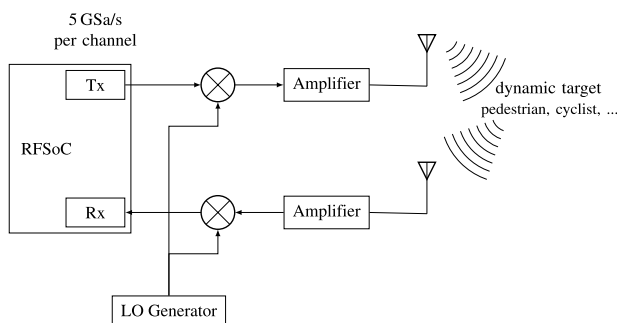 5 GSa/s
per channel
Tx
Amplifier
dynamic target
pedestrian, cyclist, ...
RFSoC
Rx
Amplifier
LO Generator